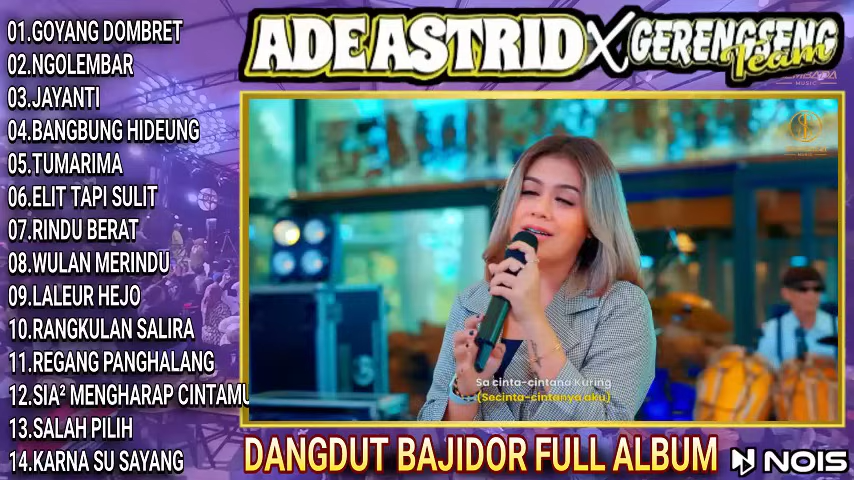 01.GOYANG DOMBRET
02.NGOLEMBAR
03.JAYANTI
04.BANGBUNG HIDEUNG
05.TUMARIMA
06.ELIT TAPI SULIT
07.RINDU BERAT
08.WULAN MERINDU
09.LALEUR HEJO
10.RANGKULAN SALIRA
11.REGANG PANGHALANG
12.SIA² MENGHARAP CINTAMU
13.SALAH PILIH
14.KARNA SU SAYANG
ADE ASTRID X GERENGSENG
Team
MUSIC
Sa cinta-cintana Kuring
(Secinta-cintanya aku)
DANGDUT BAJIDOR FULL ALBUM
NOIS